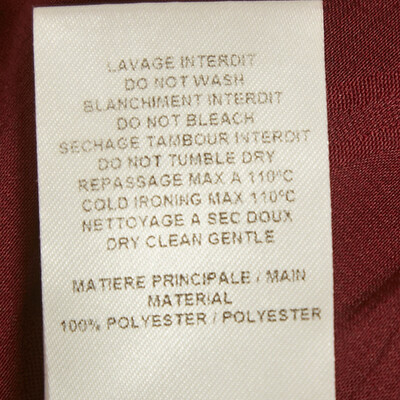 LAVAGE INTERDIT
DO NOT WASH
BLANCHIMENT INTERDIT
DO NOT BLEACH
SECHAGE TAMBOUR INTERDIT
DO NOT TUMBLE DRY
REPASSAGE MAX A 110°C
COLD IRONING MAX 110°C
NETTOYAGE A SEC DOUX
DRY CLEAN GENTLE
MATIERE PRINCIPALE / MAIN
MATERIAL
100% POLYESTER / POLYESTER